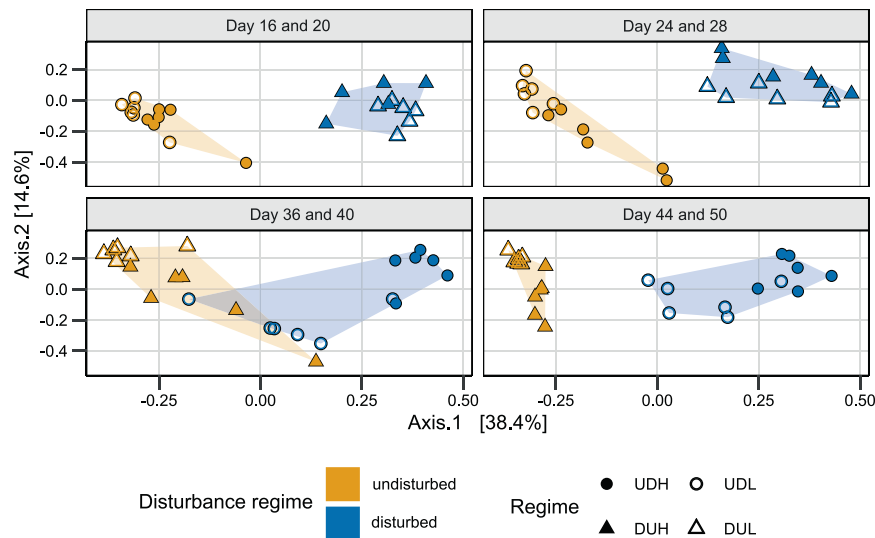 Day 16 and 20
Day 24 and 28
0.2
0.0
-0.2
-0.4
Day 36 and 40
Day 44 and 50
0.2
0.0
-0.2
-0.4
Axis.2 [14.6%]
-0.25 0.00 0.25 0.50
-0.25 0.00 0.25 0.50
Axis.1 [38.4%]
Disturbance regime
undisturbed
disturbed
Regime
UDH UDL
DUH DUL